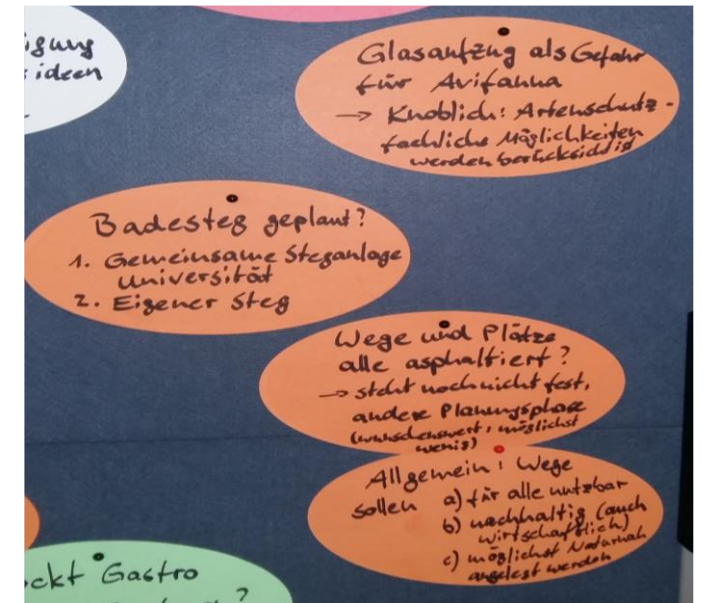 ideen
Glasaufzug als Gefahr
für Avifauna
→ Knoblich: Artenschutz-
fachliche Möglichkeiten
werden berücksichtigt
Badesteg geplant?
1. Gemeinsame Steganlage
Universität
2. Eigener Steg
Wege und Plätze
alle asphaltiert?
→ steht noch nicht fest,
andere Planungsphase
(wünschenswert, möglichst
wenig)
Allgemein: Wege
sollen a) für alle nutzbar
b) nachhaltig (auch
wirtschaftlich)
c) möglichst Naturnah
angelegt werden
ckt Gastro
?